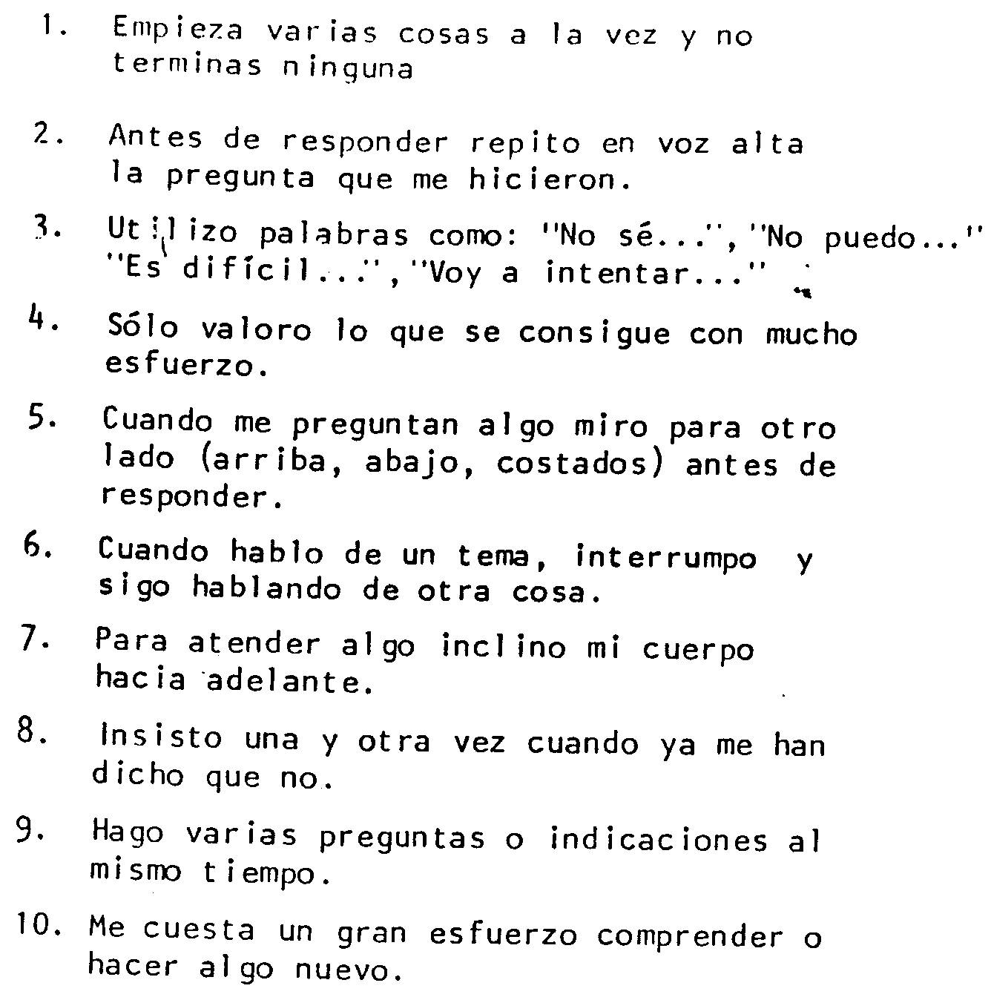 1. Empieza varias cosas a la vez y no
terminas ninguna
2. Antes de responder repito en voz alta
la pregunta que me hicieron.
3. Utilizo palabras como: "No sé...", "No puedo..."
"Es difícil...", "Voy a intentar..."
4. Sólo valoro lo que se consigue con mucho
esfuerzo.
5. Cuando me preguntan algo miro para otro
lado (arriba, abajo, costados) antes de
responder.
6. Cuando hablo de un tema, interrumpo y
sigo hablando de otra cosa.
7. Para atender algo inclino mi cuerpo
hacia adelante.
8. Insisto una y otra vez cuando ya me han
dicho que no.
9. Hago varias preguntas o indicaciones al
mismo tiempo.
10. Me cuesta un gran esfuerzo comprender o
hacer algo nuevo.